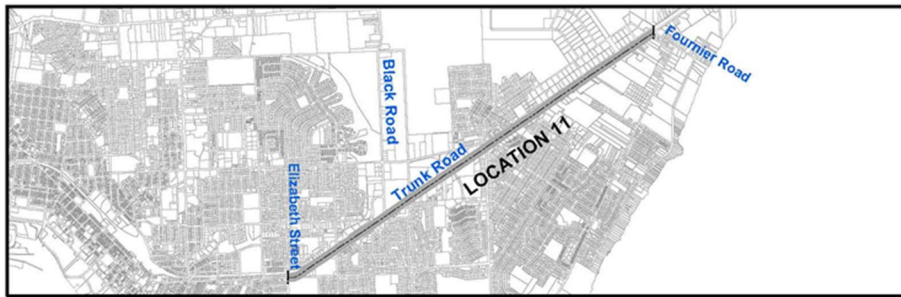 Fournier Road
Black Road
Trunk Road
LOCATION 11
Elizabeth Street